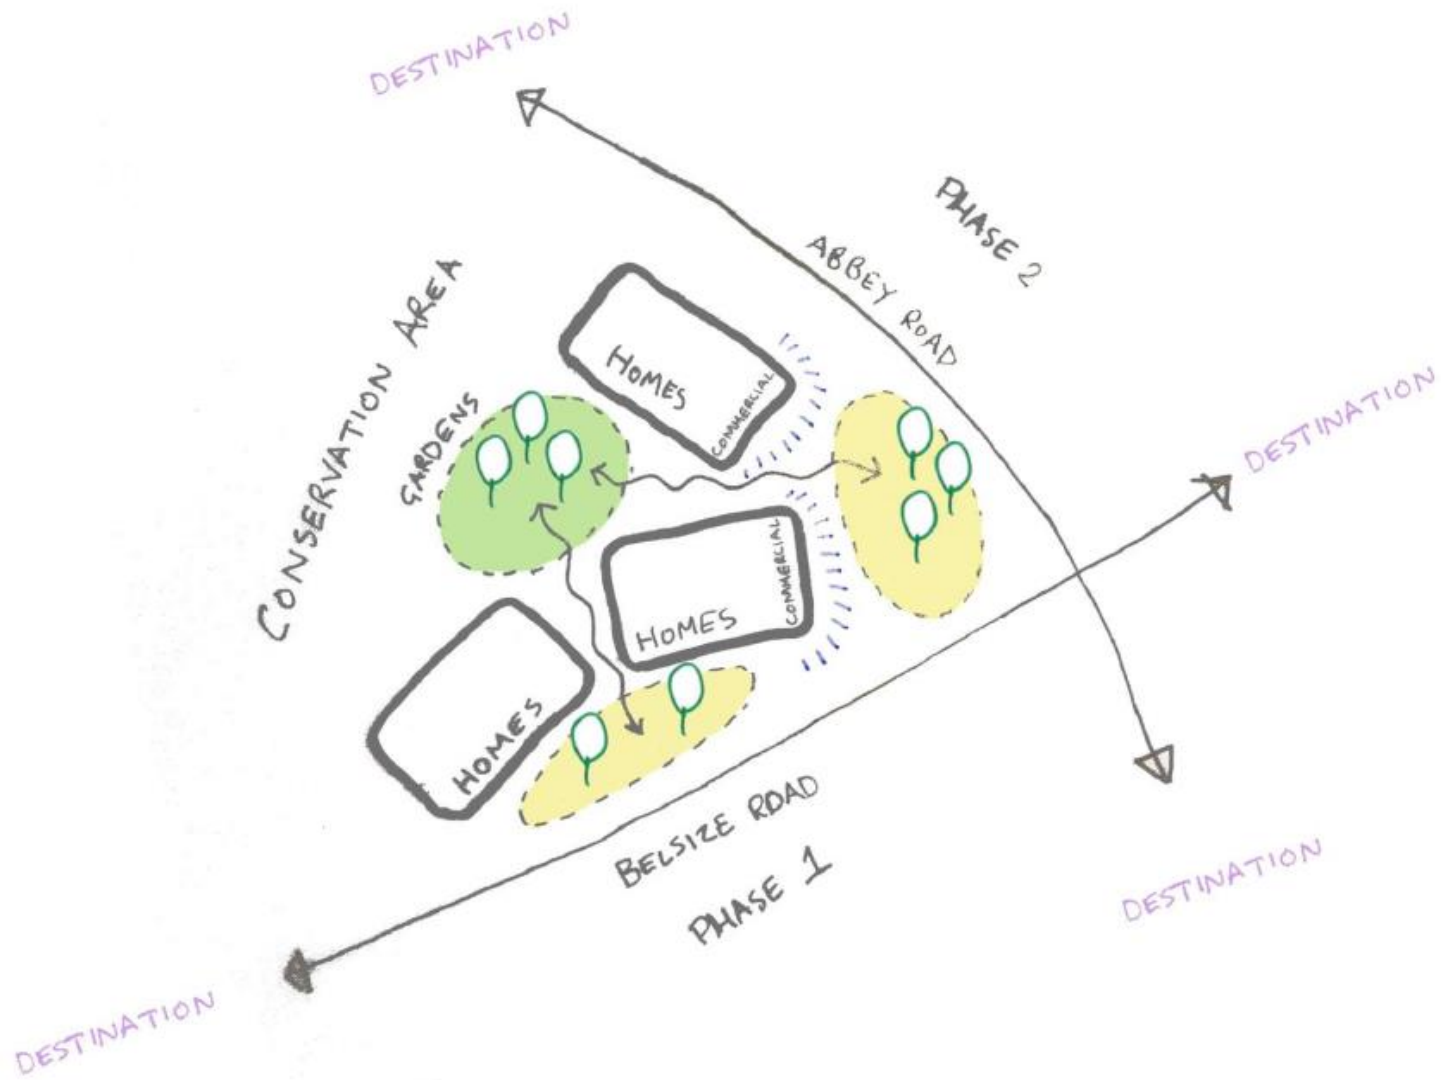 DESTINATION
PHASE 2
ABBEY ROAD
CONSERVATION AREA
HOMES
COMMERCIAL
GARDENS
DESTINATION
HOMES
COMMERCIAL
HOMES
BELSIZE ROAD
PHASE 1
DESTINATION
DESTINATION